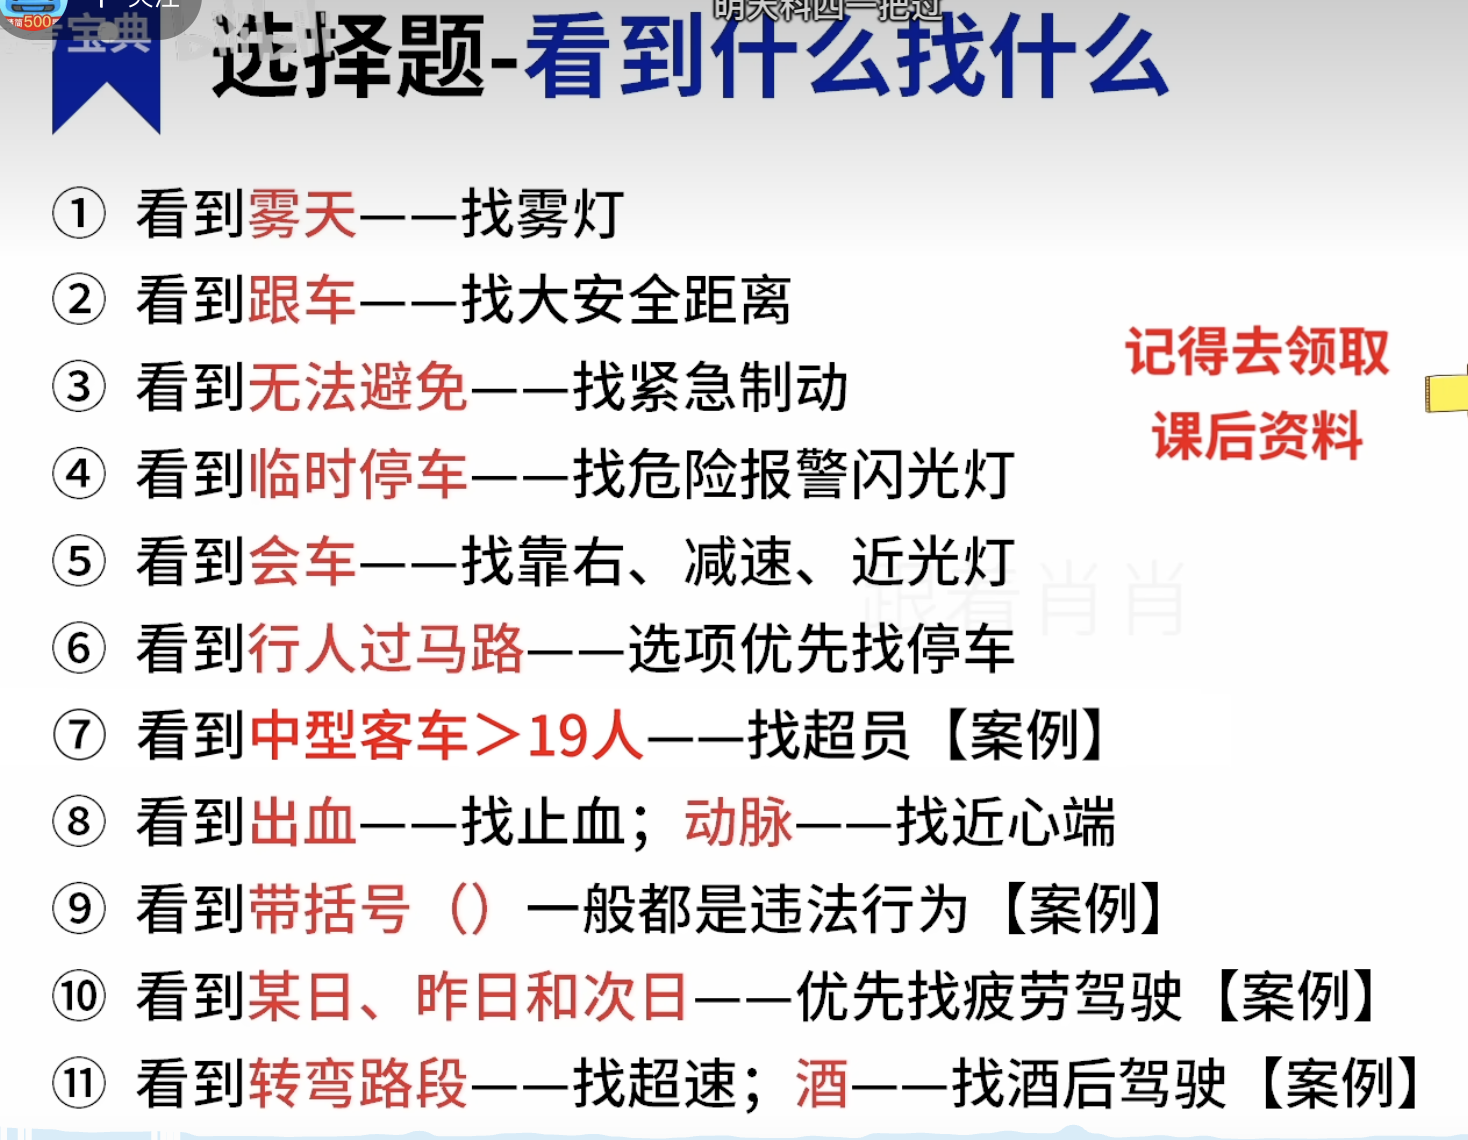 关注
明天科四一把过
500
宝典
选择题-看到什么找什么
① 看到雾天——找雾灯
② 看到跟车——找大安全距离
③ 看到无法避免——找紧急制动
④ 看到临时停车——找危险报警闪光灯
⑤ 看到会车——找靠右、减速、近光灯
⑥ 看到行人过马路——选项优先找停车
⑦ 看到中型客车＞19人——找超员【案例】
⑧ 看到出血——找止血；动脉——找近心端
⑨ 看到带括号（）一般都是违法行为【案例】
⑩ 看到某日、昨日和次日——优先找疲劳驾驶【案例】
⑪ 看到转弯路段——找超速；酒——找酒后驾驶【案例】
记得去领取
课后资料
跟着肖肖